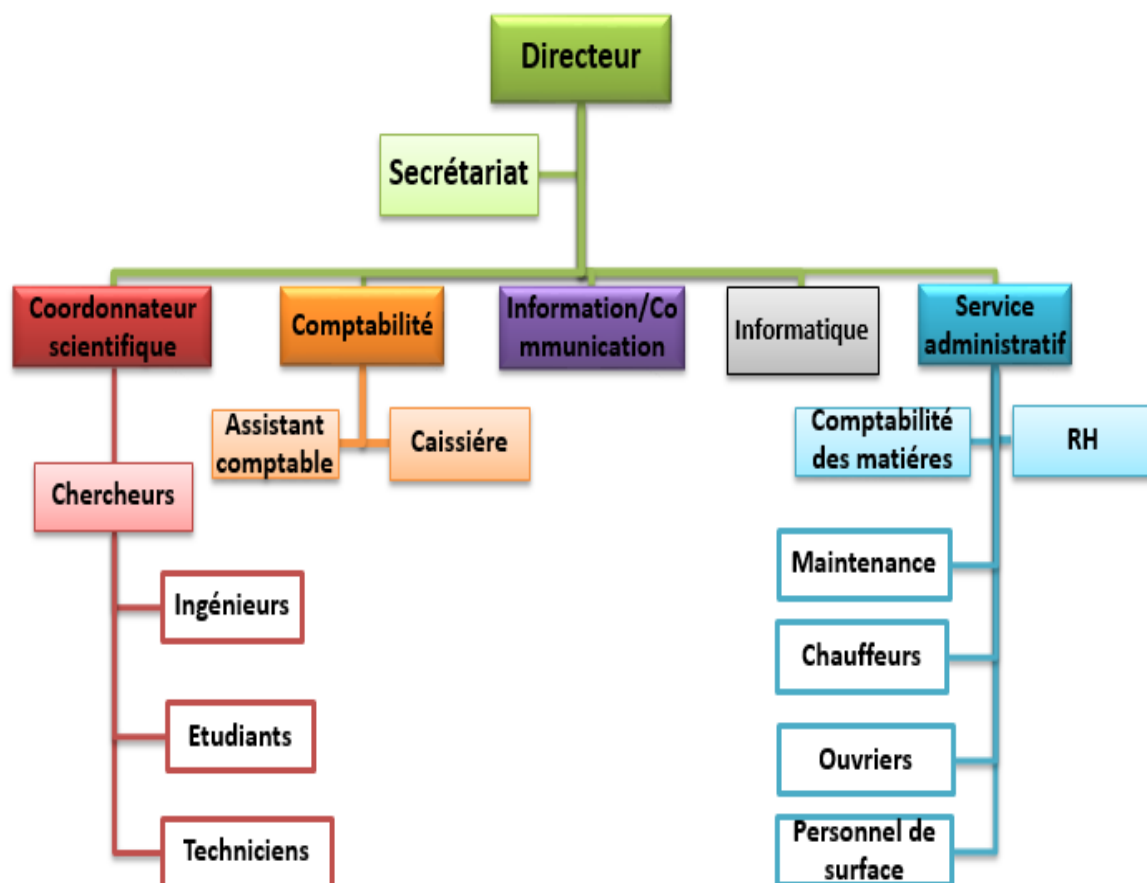 Directeur
Secrétariat
Coordonnateur
scientifique
Comptabilité
Information/Co
mmunication
Informatique
Service
administratif
Assistant
comptable
Caissiére
Comptabilité
des matiéres
RH
Chercheurs
Maintenance
Ingénieurs
Chauffeurs
Etudiants
Ouvriers
Techniciens
Personnel de
surface